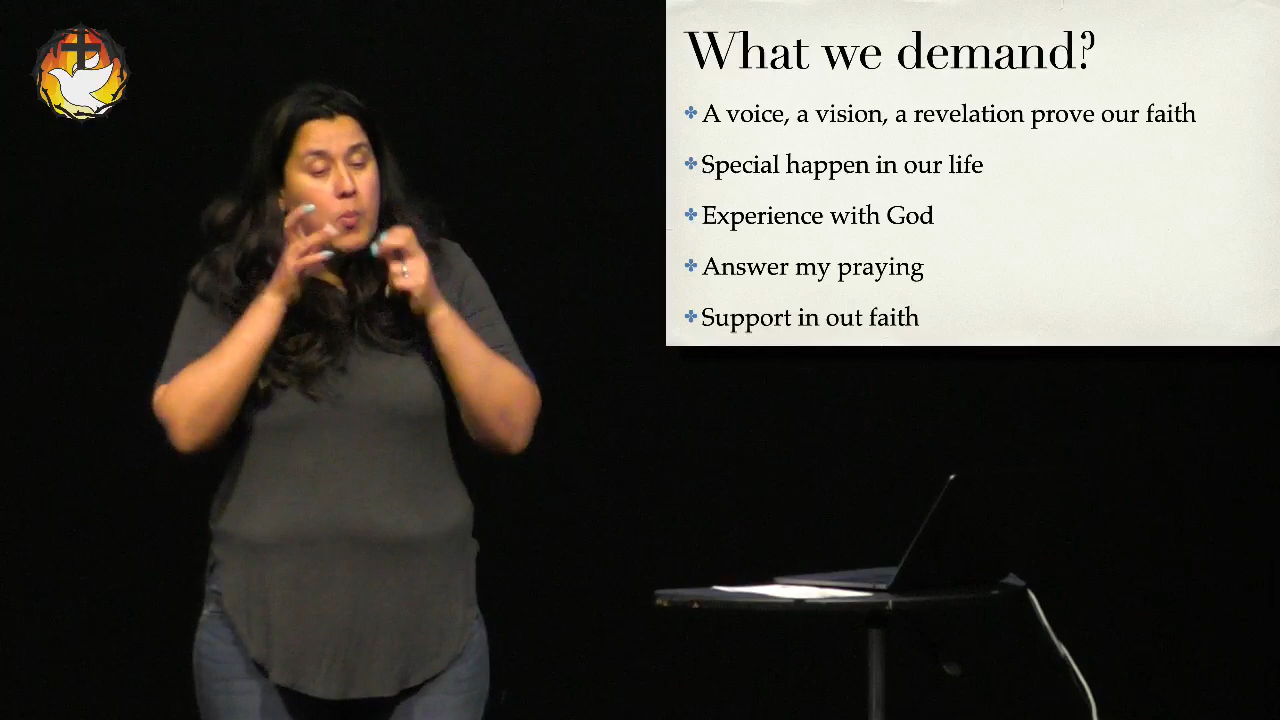 What we demand?
A voice, a vision, a revelation prove our faith
Special happen in our life
Experience with God
Answer my praying
Support in out faith